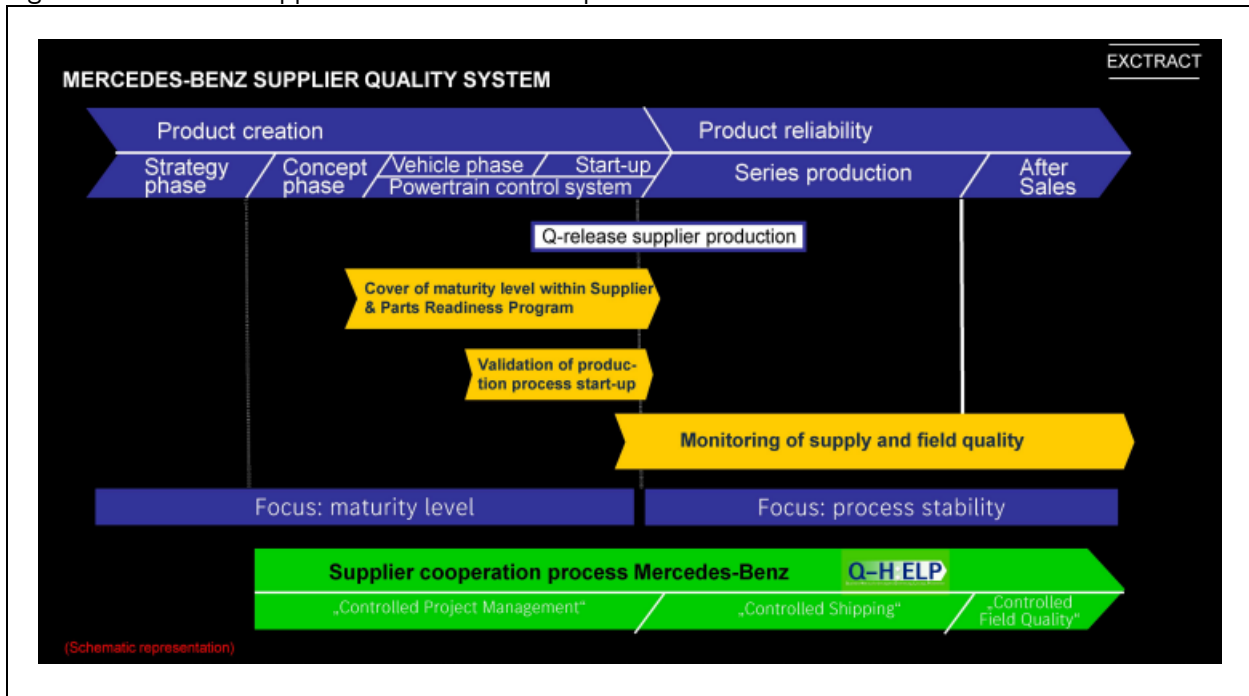 EXCTRACT
MERCEDES-BENZ SUPPLIER QUALITY SYSTEM
Product creation
Product reliability
Strategy
phase
Concept
phase
Vehicle phase
Start-up
Powertrain control system
Series production
After
Sales
Q-release supplier production
Cover of maturity level within Supplier
& Parts Readiness Program
Validation of produc-
tion process start-up
Monitoring of supply and field quality
Focus: maturity level
Focus: process stability
Supplier cooperation process Mercedes-Benz
Q-HELP
„Controlled Project Management“
„Controlled Shipping“
„Controlled
Field Quality“
(Schematic representation)